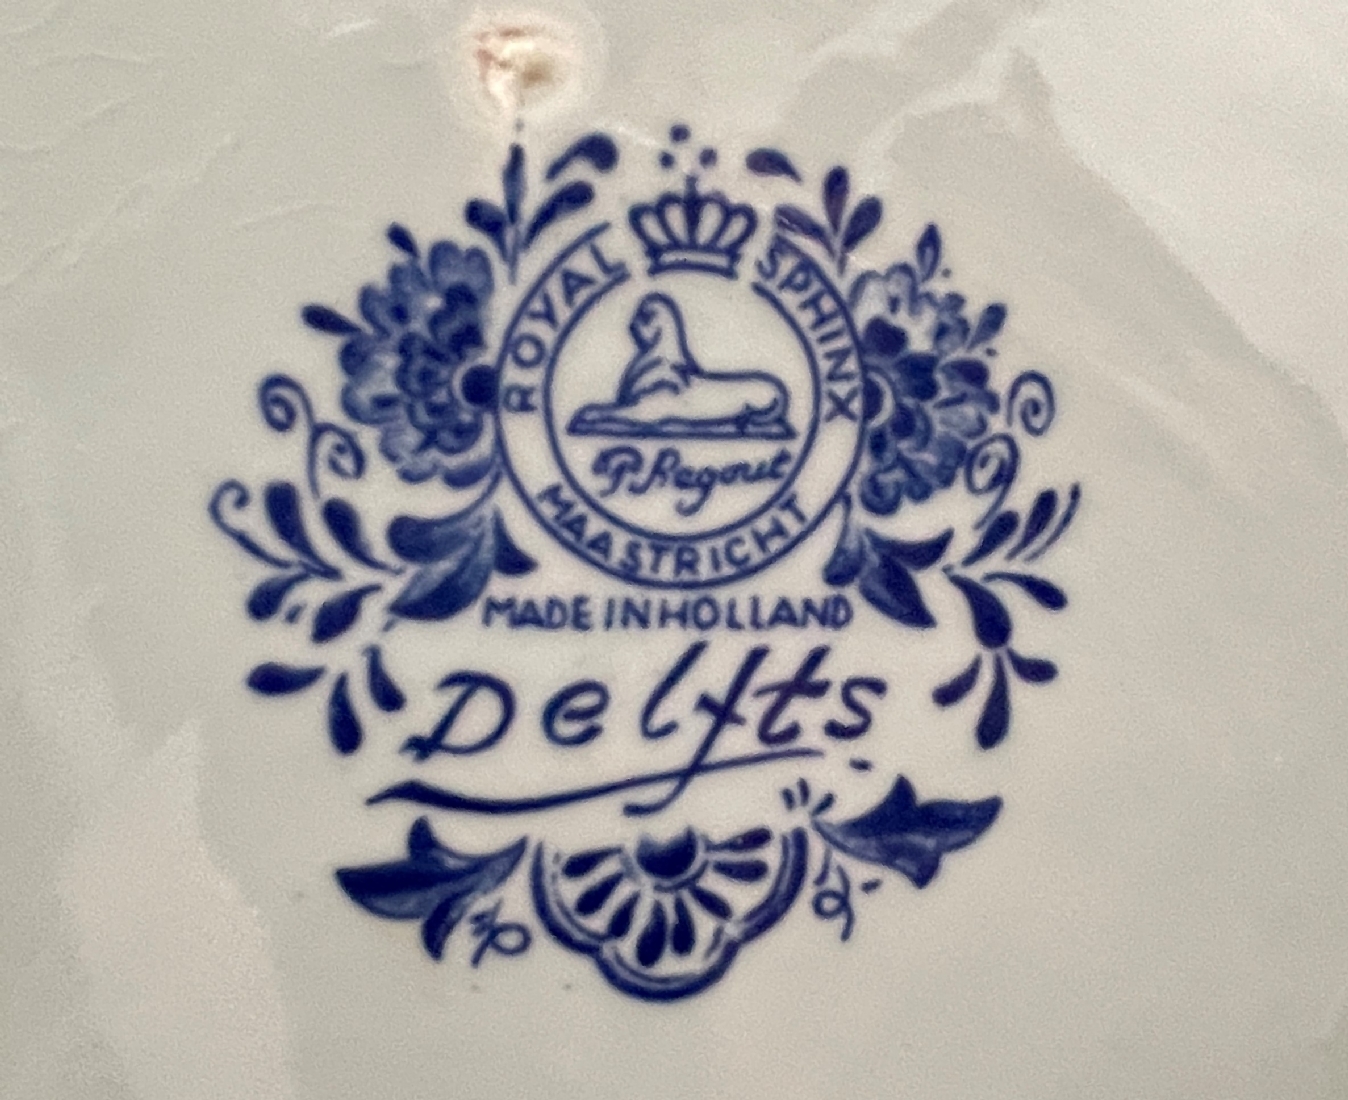 ROYAL SPHINX
P. Regout
MAASTRICHT
MADE IN HOLLAND
Delfts